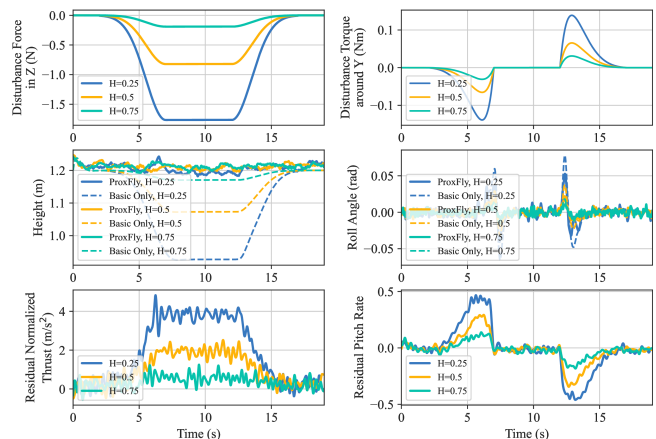 Disturbance Force
in Z (N)
0.0
−0.5
−1.0
−1.5
H=0.25
H=0.5
H=0.75
0
5
10
15
Disturbance Torque
around Y (Nm)
0.1
0.0
−0.1
H=0.25
H=0.5
H=0.75
0
5
10
15
Height (m)
1.2
1.1
1.0
ProxFly, H=0.25
Basic Only, H=0.25
ProxFly, H=0.5
Basic Only, H=0.5
ProxFly, H=0.75
Basic Only, H=0.75
0
5
10
15
Roll Angle (rad)
0.05
0.00
−0.05
ProxFly, H=0.25
Basic Only, H=0.25
ProxFly, H=0.5
Basic Only, H=0.5
ProxFly, H=0.75
Basic Only, H=0.75
0
5
10
15
Residual Normalized
Thrust (m/s²)
4
2
0
H=0.25
H=0.5
H=0.75
0
5
10
15
Time (s)
Residual Pitch Rate
0.5
0.0
−0.5
H=0.25
H=0.5
H=0.75
0
5
10
15
Time (s)